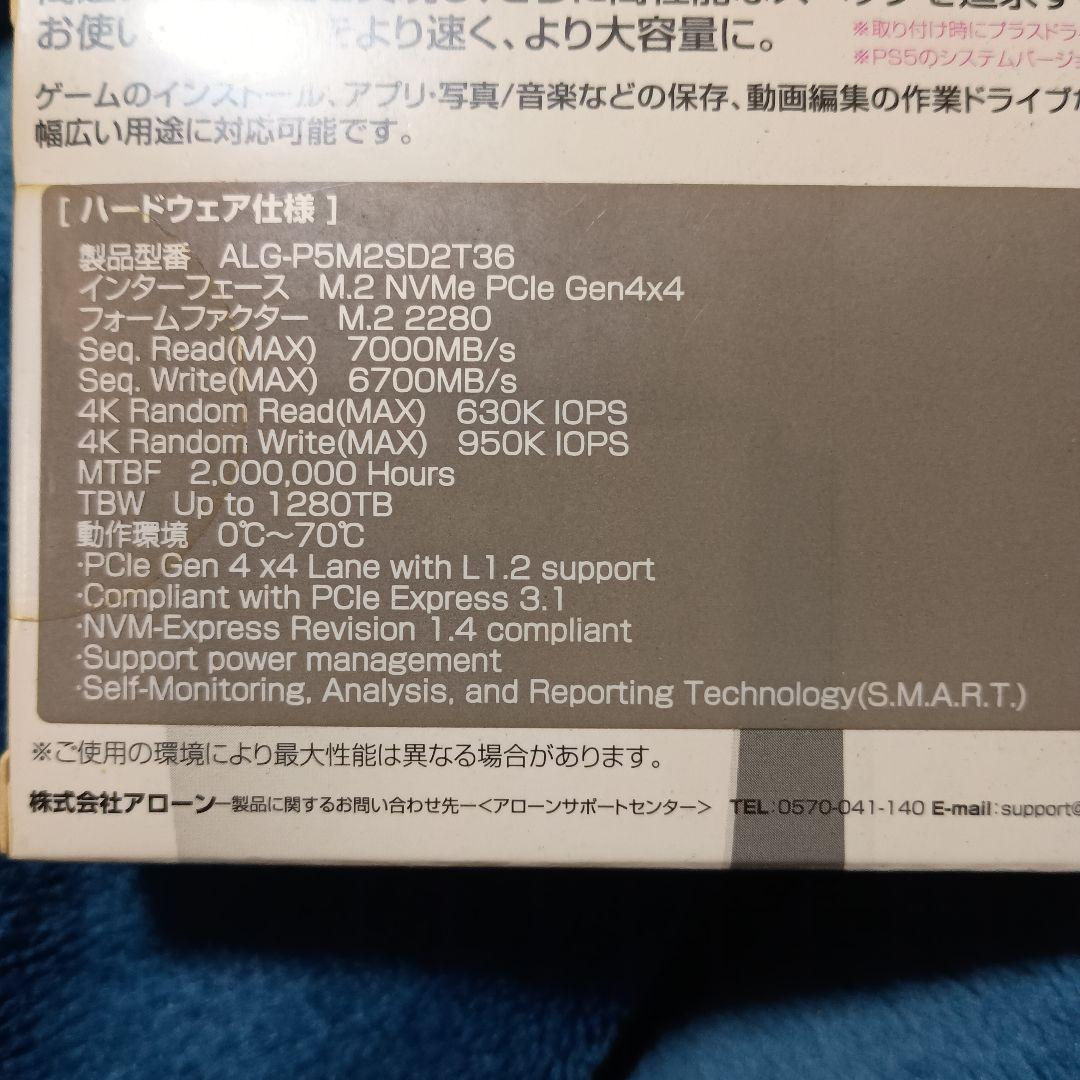 お使い をより速く、より大容量に。
※取り付け時にプラスドラ
※PS5のシステムバージョ
ゲームのインストール、アプリ・写真/音楽などの保存、動画編集の作業ドライブ
幅広い用途に対応可能です。
[ ハードウェア仕様 ]
製品型番 ALG-P5M2SD2T36
インターフェース M.2 NVMe PCIe Gen4x4
フォームファクター M.2 2280
Seq. Read(MAX) 7000MB/s
Seq. Write(MAX) 6700MB/s
4K Random Read(MAX) 630K IOPS
4K Random Write(MAX) 950K IOPS
MTBF 2,000,000 Hours
TBW Up to 1280TB
動作環境 0℃~70℃
・PCIe Gen 4 x4 Lane with L1.2 support
・Compliant with PCIe Express 3.1
・NVM-Express Revision 1.4 compliant
・Support power management
・Self-Monitoring, Analysis, and Reporting Technology(S.M.A.R.T.)
※ご使用の環境により最大性能は異なる場合があります。
株式会社アローン―製品に関するお問い合わせ先―<アローンサポートセンター> TEL:0570-041-140 E-mail:support@